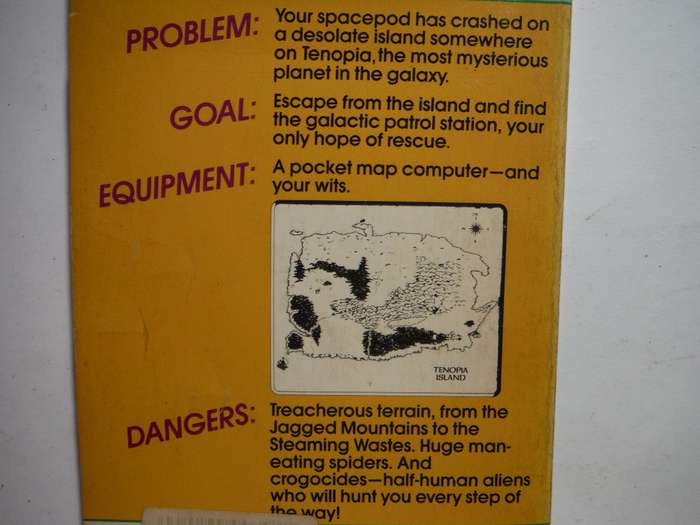 PROBLEM: Your spacepod has crashed on
a desolate island somewhere
on Tenopia, the most mysterious
planet in the galaxy.
GOAL: Escape from the island and find
the galactic patrol station, your
only hope of rescue.
EQUIPMENT: A pocket map computer—and
your wits.
TENOPIA
ISLAND
DANGERS: Treacherous terrain, from the
Jagged Mountains to the
Steaming Wastes. Huge man-
eating spiders. And
crogocides—half-human aliens
who will hunt you every step of
the way!